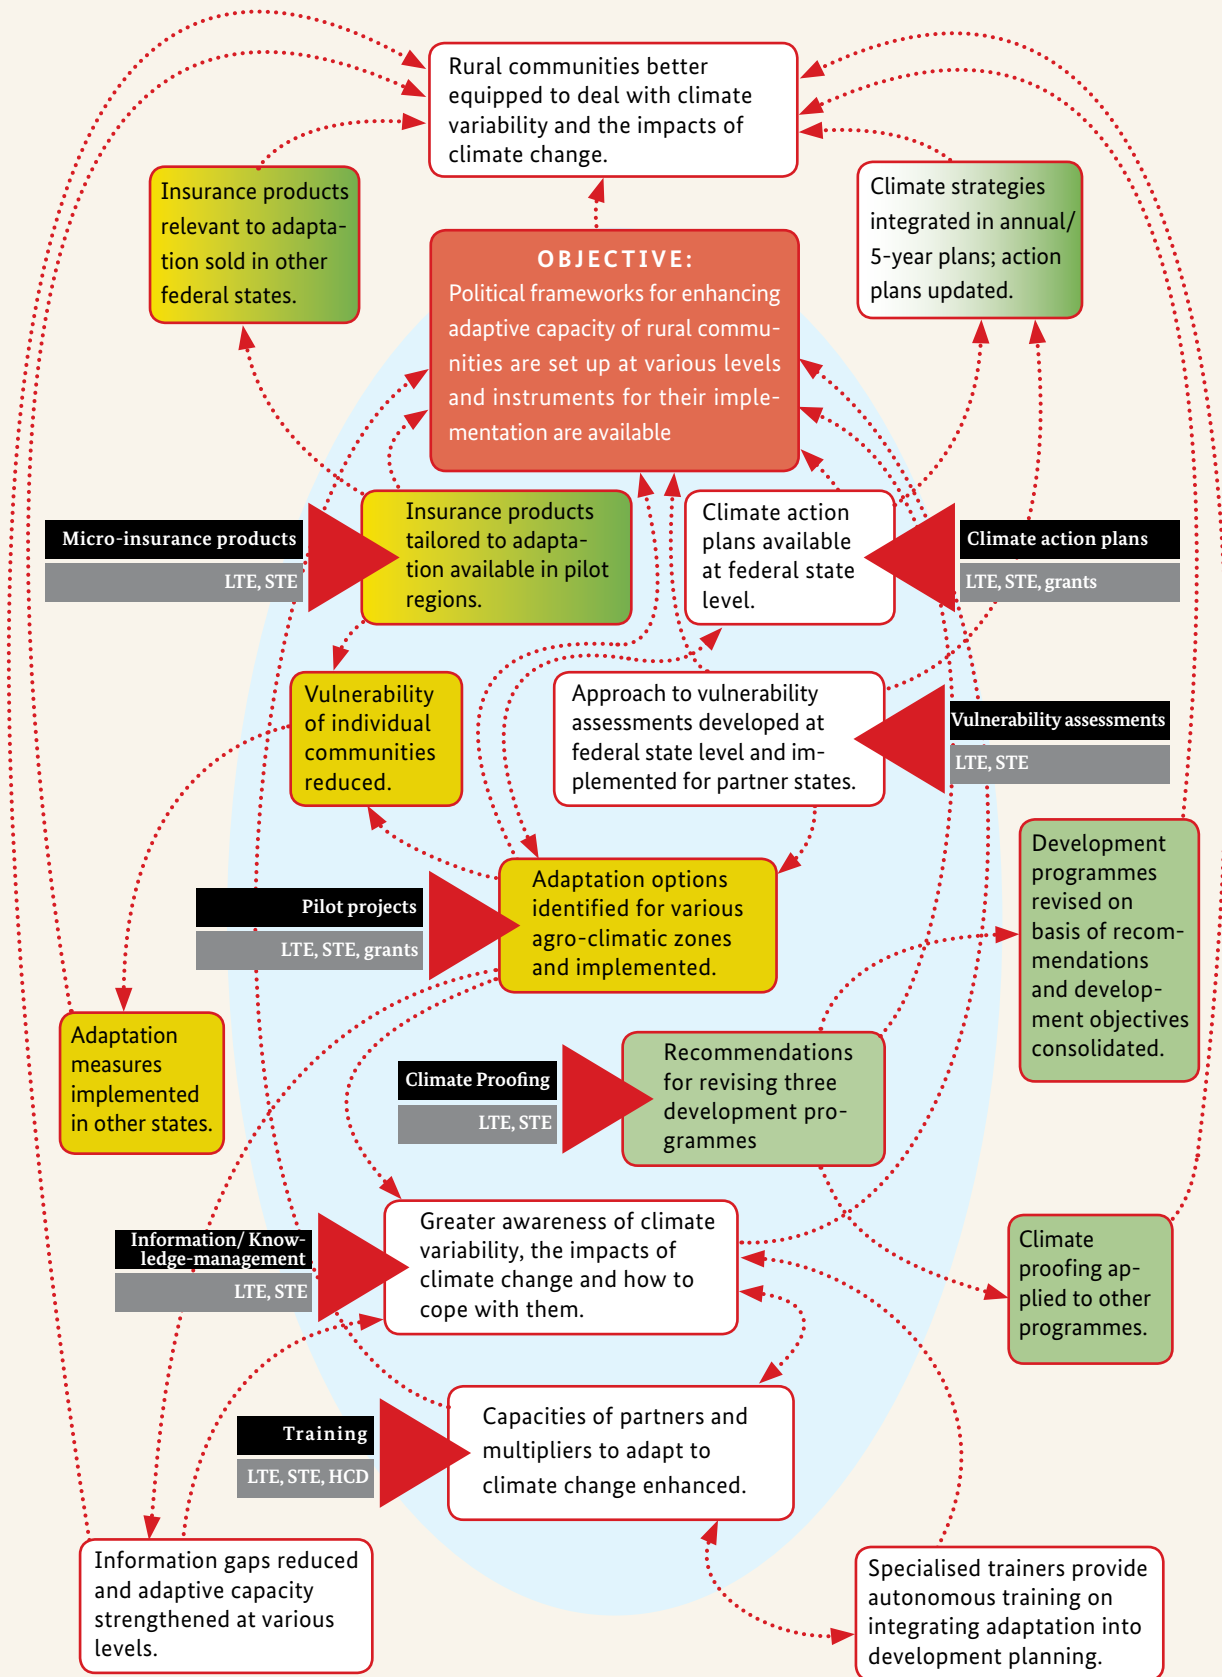 Rural communities better
equipped to deal with climate
variability and the impacts of
climate change.
Insurance products
relevant to adapta-
tion sold in other
federal states.
Climate strategies
integrated in annual/
5-year plans; action
plans updated.
OBJECTIVE:
Political frameworks for enhancing
adaptive capacity of rural commu-
nities are set up at various levels
and instruments for their imple-
mentation are available
Micro-insurance products
LTE, STE
Insurance products
tailored to adapta-
tion available in pilot
regions.
Climate action
plans available
at federal state
level.
Climate action plans
LTE, STE, grants
Vulnerability
of individual
communities
reduced.
Approach to vulnerability
assessments developed at
federal state level and im-
plemented for partner states.
Vulnerability assessments
LTE, STE
Pilot projects
LTE, STE, grants
Adaptation options
identified for various
agro-climatic zones
and implemented.
Development
programmes
revised on
basis of recom-
mendations
and develop-
ment objectives
consolidated.
Adaptation
measures
implemented
in other states.
Climate Proofing
LTE, STE
Recommendations
for revising three
development pro-
grammes
Information/ Know-
ledge-management
LTE, STE
Greater awareness of climate
variability, the impacts of
climate change and how to
cope with them.
Climate
proofing ap-
plied to other
programmes.
Training
LTE, STE, HCD
Capacities of partners and
multipliers to adapt to
climate change enhanced.
Information gaps reduced
and adaptive capacity
strengthened at various
levels.
Specialised trainers provide
autonomous training on
integrating adaptation into
development planning.